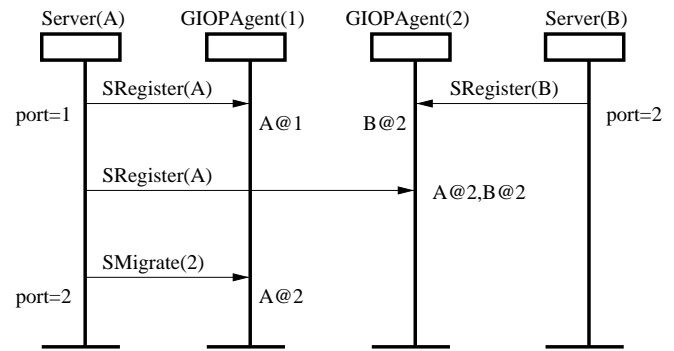 Server(A) GIOPAgent(1) GIOPAgent(2) Server(B)
SRegister(A) SRegister(B)
port=1 A@1 B@2 port=2
SRegister(A)
A@2,B@2
SMigrate(2)
port=2 A@2